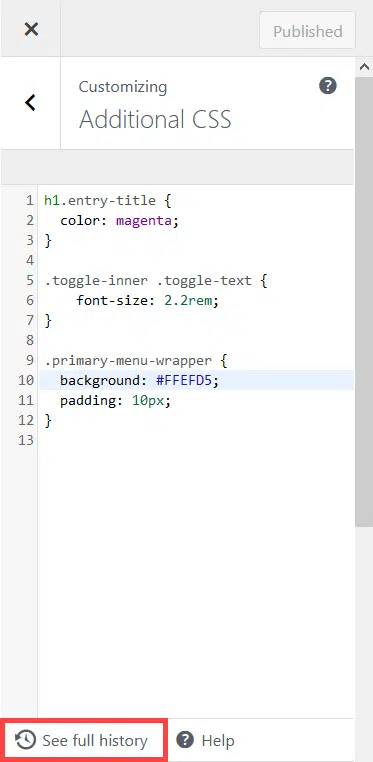 Published
Customizing
Additional CSS
1 h1.entry-title {
2   color: magenta;
3 }
4
5 .toggle-inner .toggle-text {
6     font-size: 2.2rem;
7 }
8
9 .primary-menu-wrapper {
10   background: #FFEFD5;
11   padding: 10px;
12 }
13
See full history Help